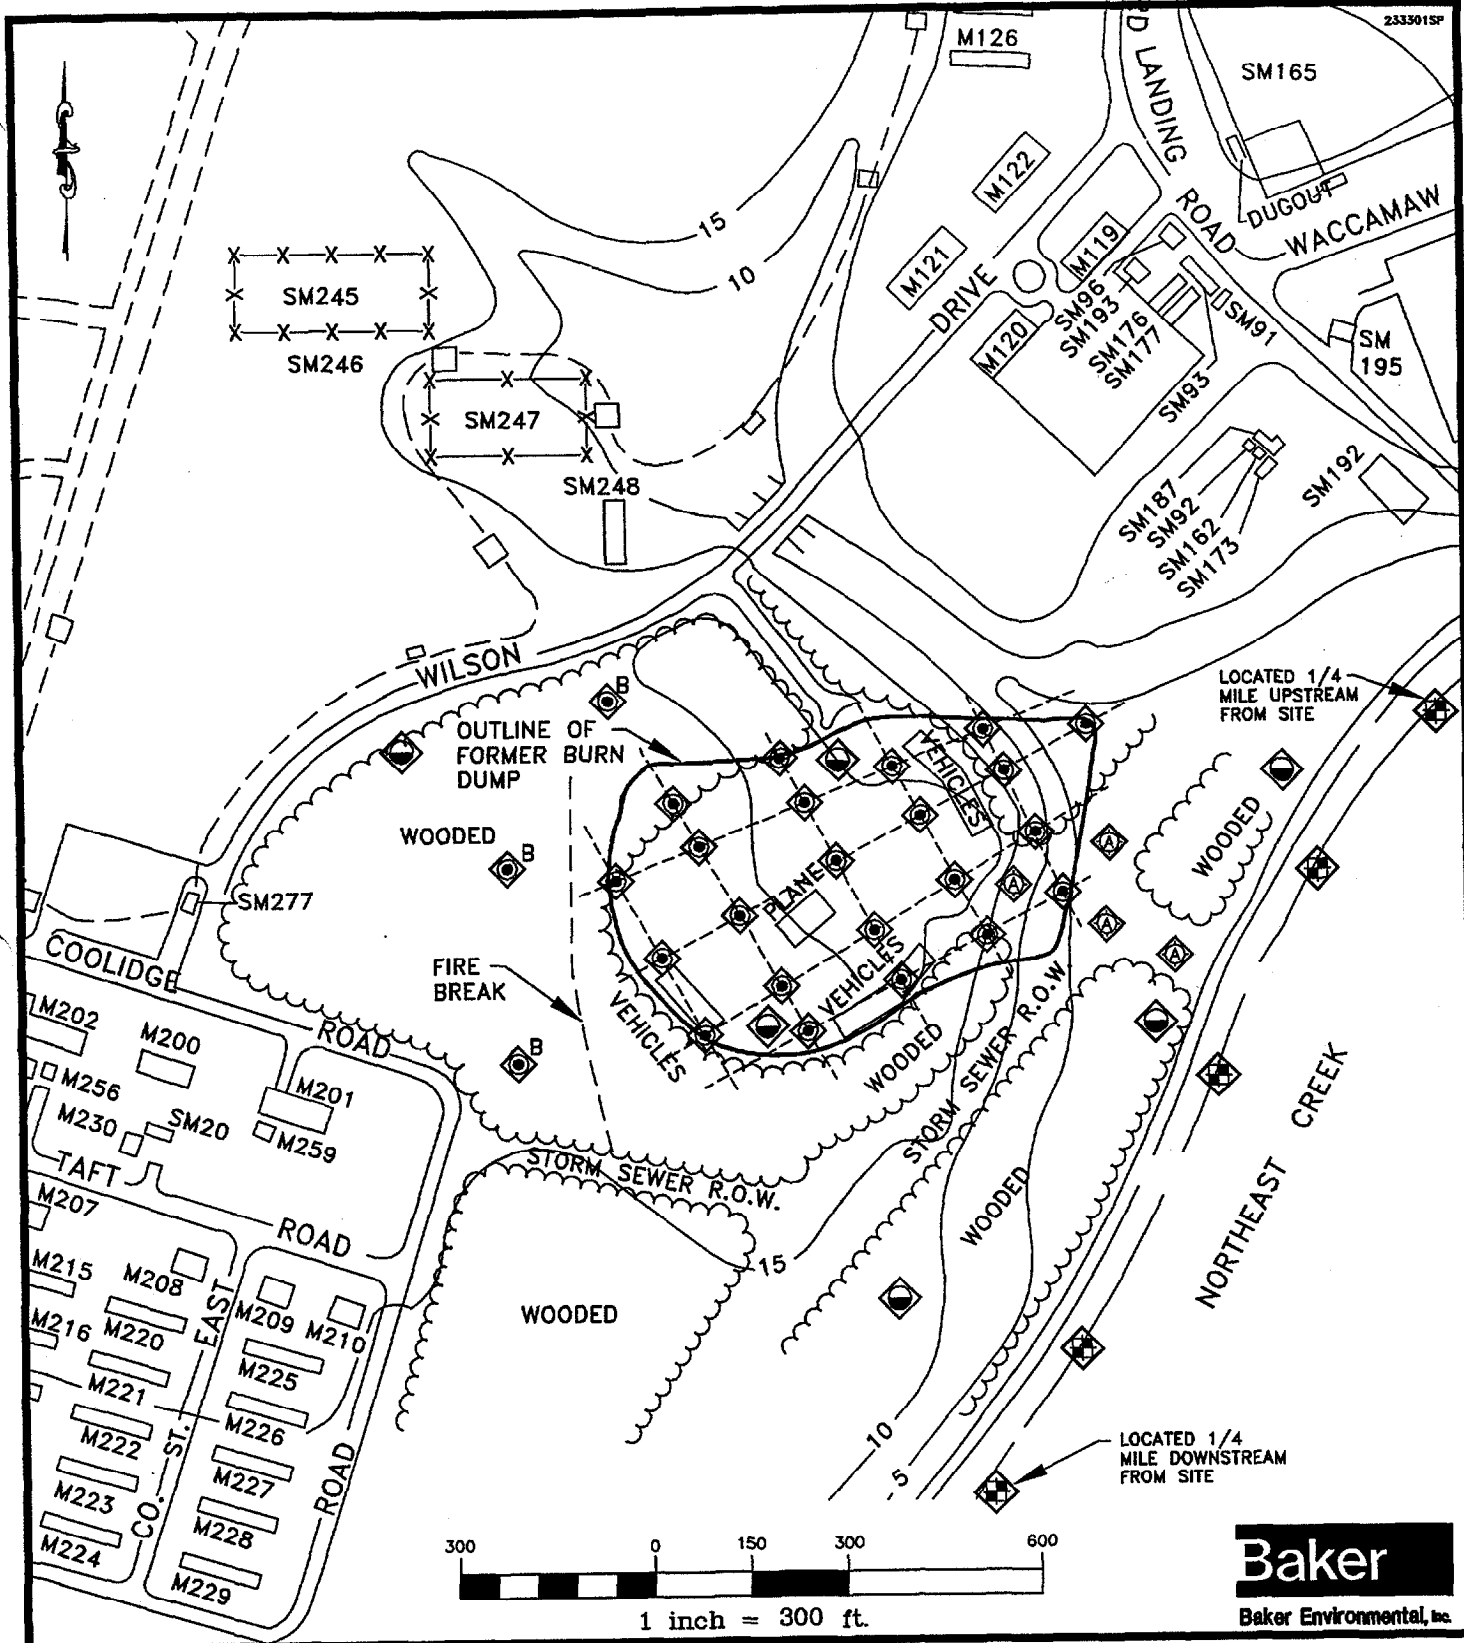 233301SP
M126
RD LANDING
ROAD
SM165
DUGOUT
WACCAMAW
M122
15
10
M121
M119
DRIVE
SM96
SM193
SM176
SM177
SM91
M120
SM93
SM
195
SM245
SM246
SM247
SM248
SM187
SM92
SM162
SM173
SM192
WILSON
B
OUTLINE OF
FORMER BURN
DUMP
VEHICLES
LOCATED 1/4
MILE UPSTREAM
FROM SITE
WOODED
WOODED
B
A
A
A
A
PLANE
SM277
COOLIDGE
ROAD
FIRE
BREAK
VEHICLES
VEHICLES
WOODED
STORM SEWER R.O.W.
B
M202
M200
M256
M201
M230
SM20
M259
TAFT
ROAD
STORM SEWER R.O.W.
WOODED
NORTHEAST CREEK
M207
M215
M208
EAST
M209
M210
15
WOODED
M216
M220
M225
M221
M226
M222
ST.
M227
M223
CO.
M228
ROAD
M224
M229
10
5
LOCATED 1/4
MILE DOWNSTREAM
FROM SITE
300 0 150 300 600
1 inch = 300 ft.
Baker
Baker Environmental, Inc.